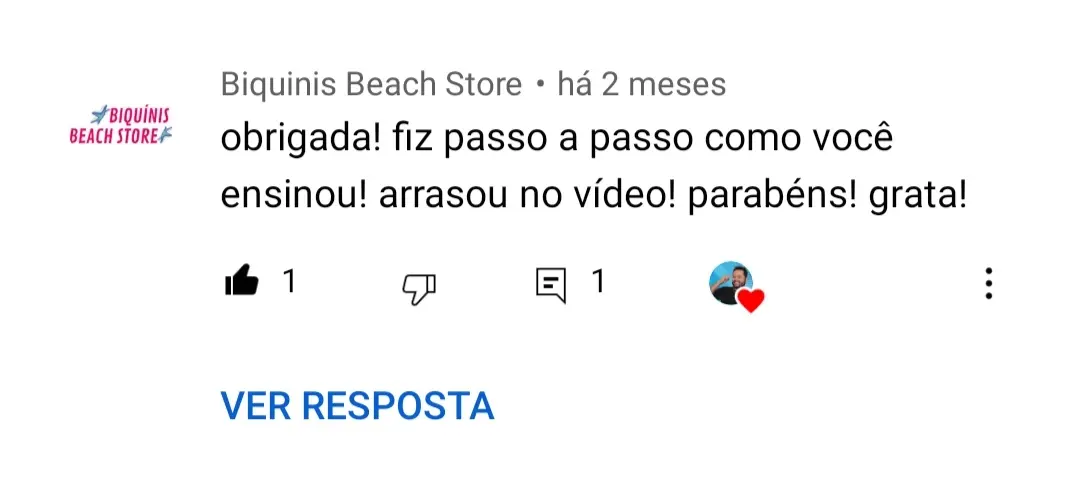 Biquinis Beach Store • há 2 meses
BIQUÍNIS
BEACH STORE
obrigada! fiz passo a passo como você
ensinou! arrasou no vídeo! parabéns! grata!
1
1
VER RESPOSTA